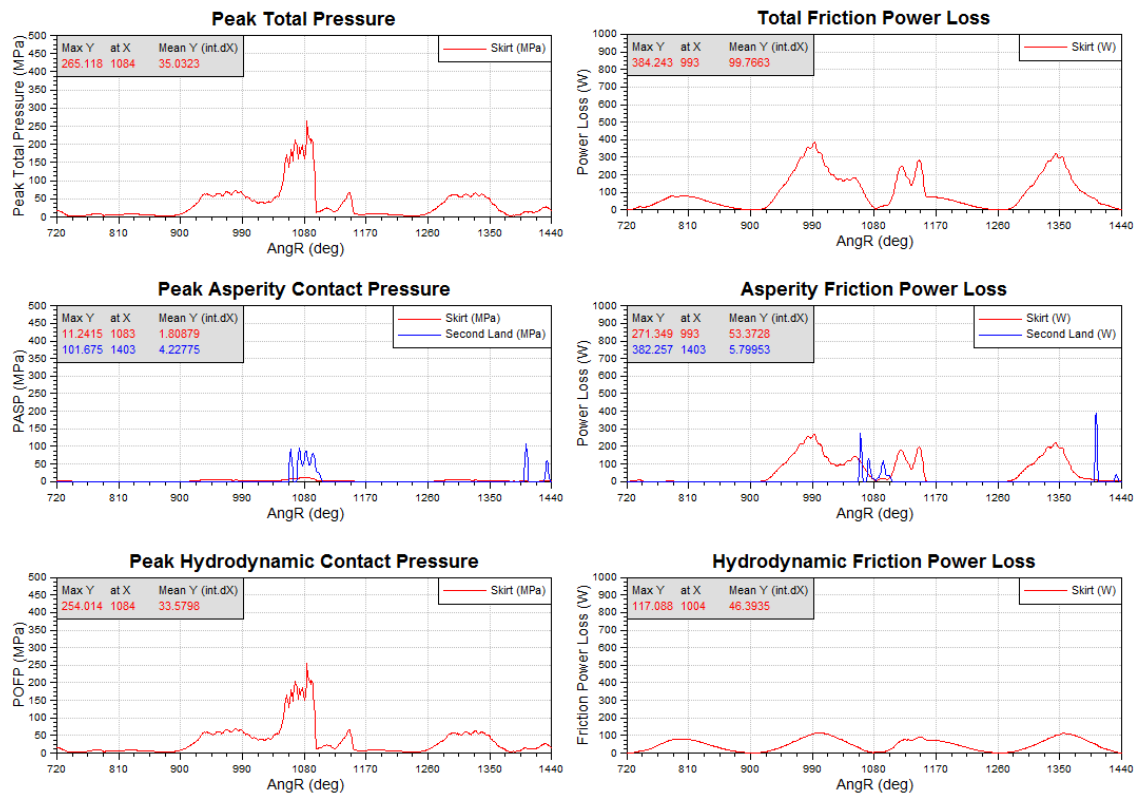 Peak Total Pressure
Max Y at X Mean Y (int.dX)
265.118 1084 35.0323
Skirt (MPa)
Peak Total Pressure (MPa)
500
450
400
350
300
250
200
150
100
50
0
720 810 900 990 1080 1170 1260 1350 1440
AngR (deg)
Total Friction Power Loss
Max Y at X Mean Y (int.dX)
384.243 993 99.7663
Skirt (W)
Power Loss (W)
1000
900
800
700
600
500
400
300
200
100
0
720 810 900 990 1080 1170 1260 1350 1440
AngR (deg)
Peak Asperity Contact Pressure
Max Y at X Mean Y (int.dX)
11.2415 1083 1.80879
101.675 1403 4.22775
Skirt (MPa)
Second Land (MPa)
PASP (MPa)
500
450
400
350
300
250
200
150
100
50
0
720 810 900 990 1080 1170 1260 1350 1440
AngR (deg)
Asperity Friction Power Loss
Max Y at X Mean Y (int.dX)
271.349 993 53.3728
382.257 1403 5.79953
Skirt (W)
Second Land (W)
Power Loss (W)
1000
900
800
700
600
500
400
300
200
100
0
720 810 900 990 1080 1170 1260 1350 1440
AngR (deg)
Peak Hydrodynamic Contact Pressure
Max Y at X Mean Y (int.dX)
254.014 1084 33.5798
Skirt (MPa)
POFP (MPa)
500
450
400
350
300
250
200
150
100
50
0
720 810 900 990 1080 1170 1260 1350 1440
AngR (deg)
Hydrodynamic Friction Power Loss
Max Y at X Mean Y (int.dX)
117.088 1004 46.3935
Skirt (W)
Friction Power Loss (W)
1000
900
800
700
600
500
400
300
200
100
0
720 810 900 990 1080 1170 1260 1350 1440
AngR (deg)